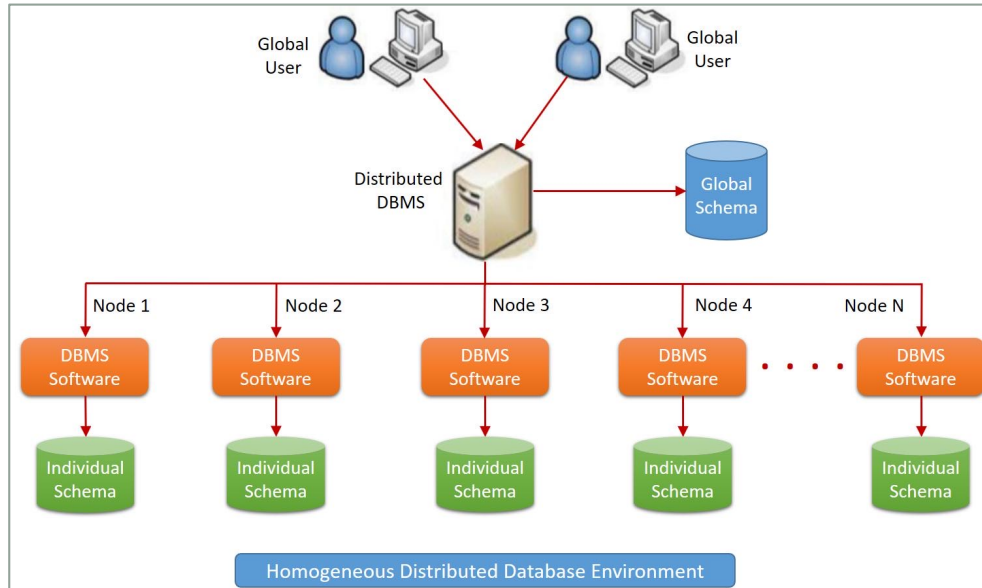 Global
User
Global
User
Distributed
DBMS
Global
Schema
Node 1
Node 2
Node 3
Node 4
Node N
DBMS
Software
DBMS
Software
DBMS
Software
DBMS
Software
DBMS
Software
Individual
Schema
Individual
Schema
Individual
Schema
Individual
Schema
Individual
Schema
Homogeneous Distributed Database Environment